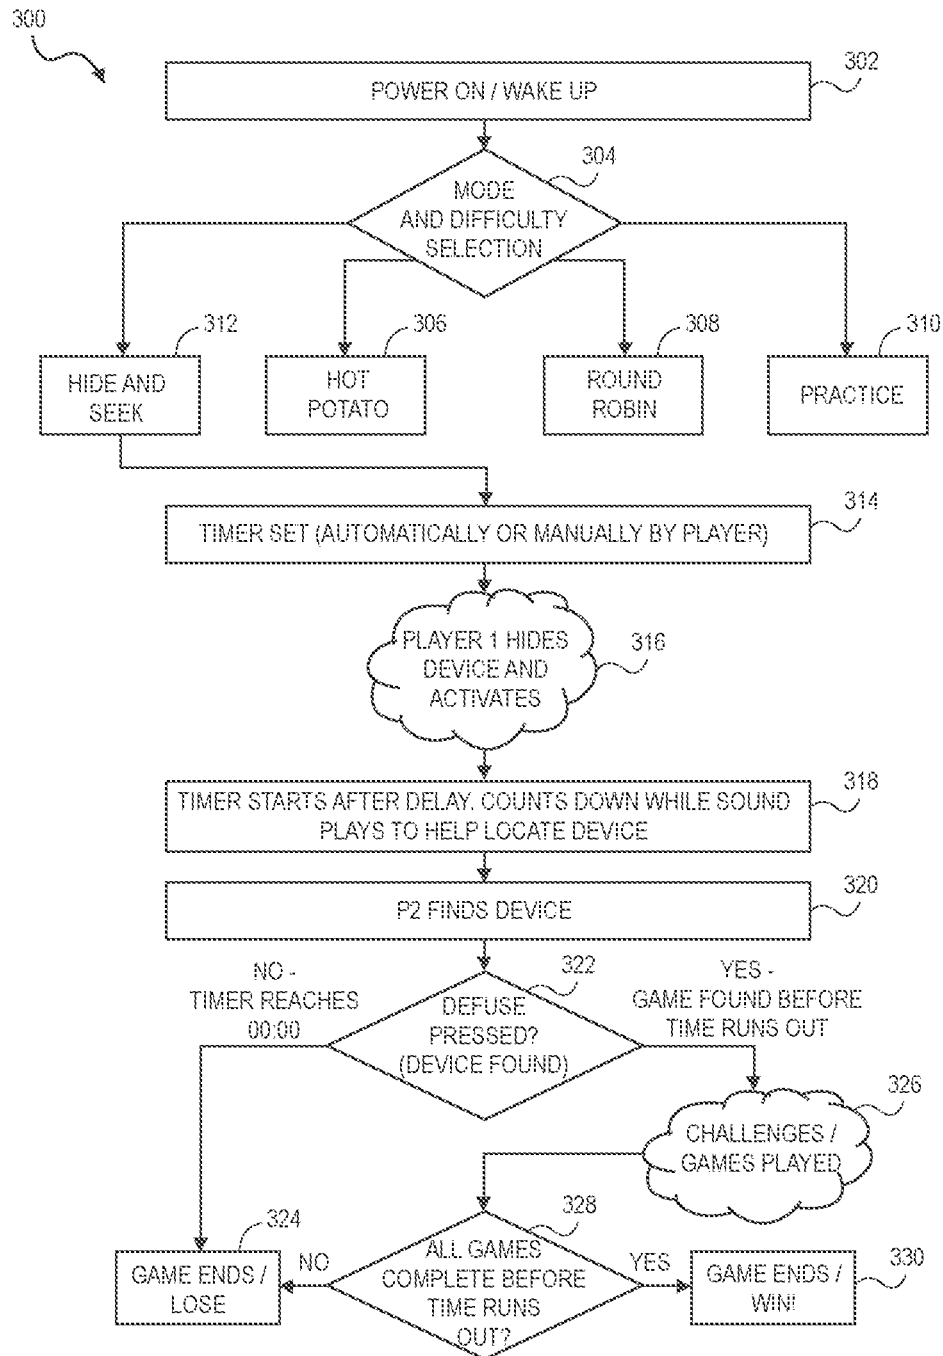 300
302
POWER ON / WAKE UP
304
MODE
AND DIFFICULTY
SELECTION
312
306
308
310
HIDE AND
SEEK
HOT
POTATO
ROUND
ROBIN
PRACTICE
314
TIMER SET (AUTOMATICALLY OR MANUALLY BY PLAYER)
PLAYER 1 HIDES
DEVICE AND
ACTIVATES
316
318
TIMER STARTS AFTER DELAY. COUNTS DOWN WHILE SOUND
PLAYS TO HELP LOCATE DEVICE
320
P2 FINDS DEVICE
322
NO -
TIMER REACHES
00:00
YES -
GAME FOUND BEFORE
TIME RUNS OUT
DEFUSE
PRESSED?
(DEVICE FOUND)
326
CHALLENGES /
GAMES PLAYED
324
328
GAME ENDS /
LOSE
NO
ALL GAMES
COMPLETE BEFORE
TIME RUNS
OUT?
YES
GAME ENDS /
WIN!
330